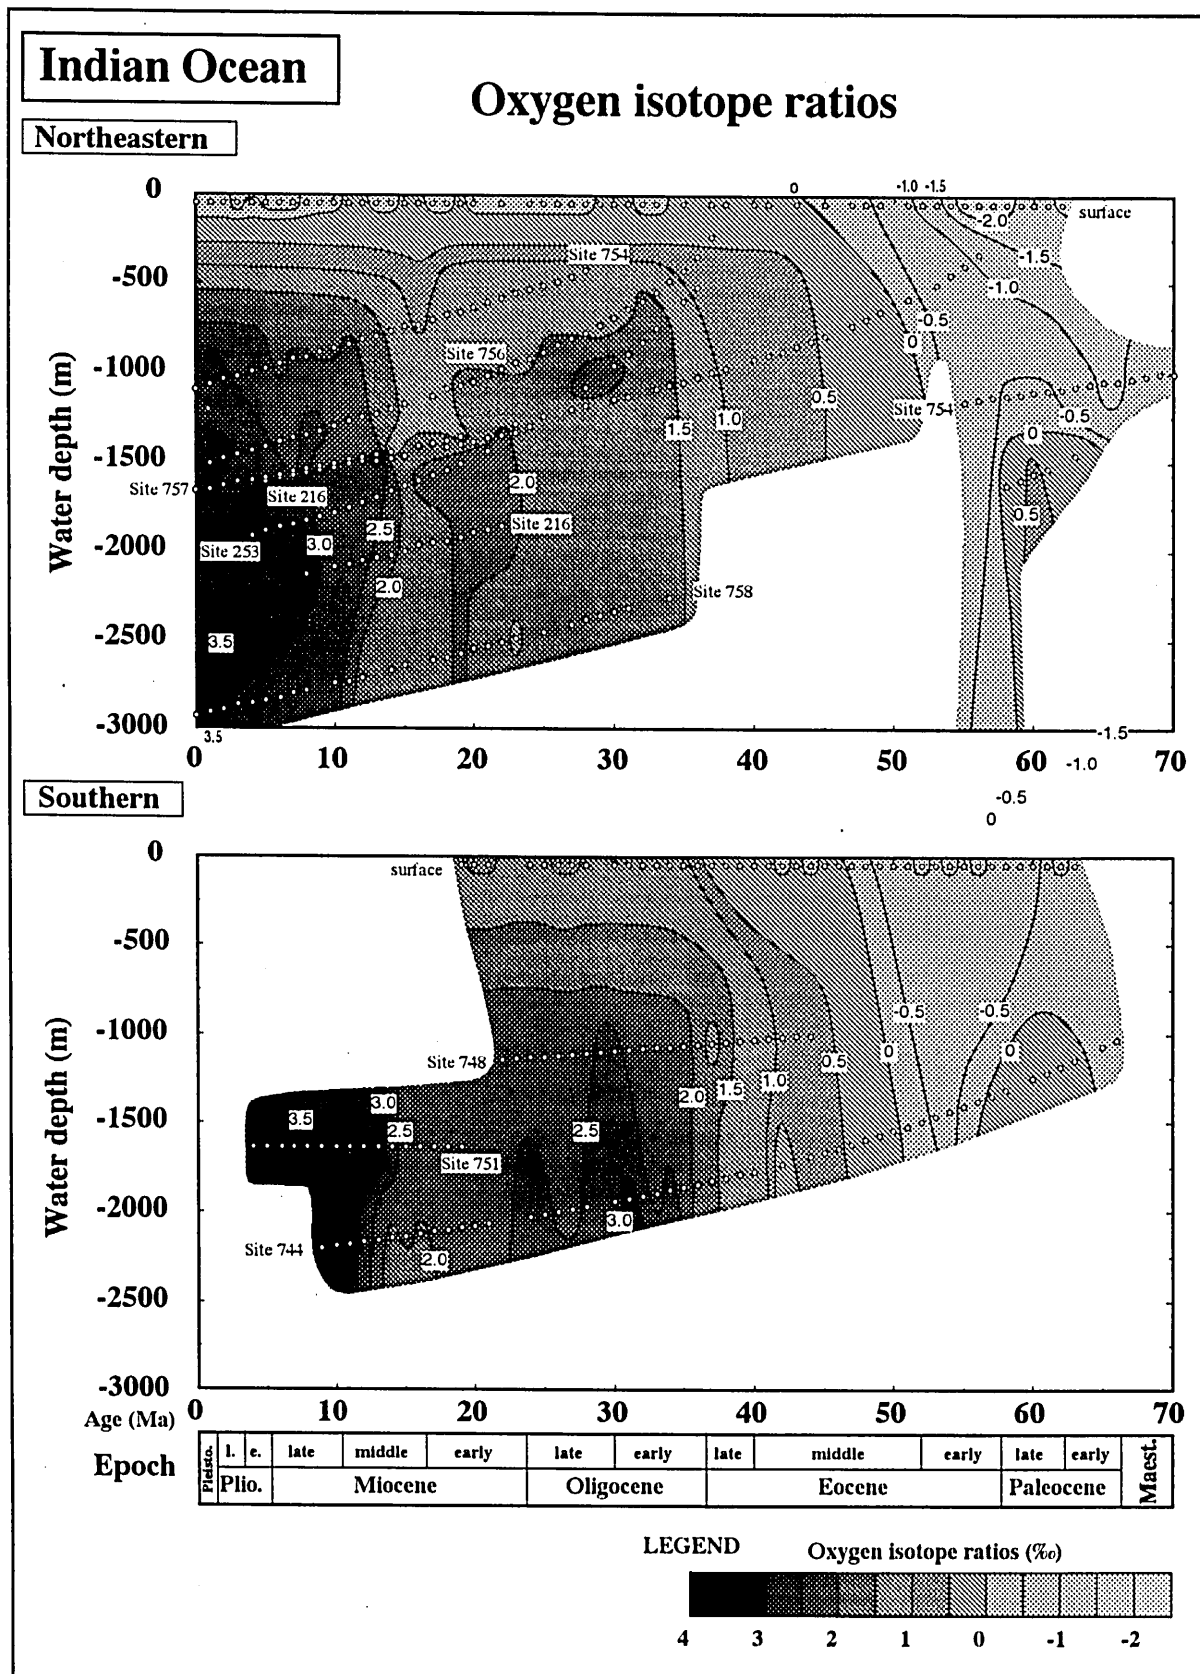 Indian Ocean
Oxygen isotope ratios
Northeastern
0 -1.0 -1.5
0
surface
-2.0
-500
Site 754
-1.5
-1.0
-0.5
0
Water depth (m)
-1000
Site 756
0.5
Site 754
-0.5
1.0
1.5
0
-1500
Site 757
Site 216
2.0
0.5
Site 216
2.5
-2000
Site 253
3.0
2.0
Site 758
-2500
3.5
-3000
3.5
-1.5
0 10 20 30 40 50 60 70
-1.0
-0.5
0
Southern
0
surface
-500
Water depth (m)
-1000
-0.5 -0.5
0 0
Site 748
0.5
1.0
1.5
2.0
3.0
3.5
2.5 2.5
-1500
Site 751
-2000
3.0
Site 744
2.0
-2500
-3000
Age (Ma) 0 10 20 30 40 50 60 70
Epoch
Pleisto. l. e. late middle early late early late middle early late early Maest.
Plio. Miocene Oligocene Eocene Paleocene
LEGEND Oxygen isotope ratios (‰)
4 3 2 1 0 -1 -2